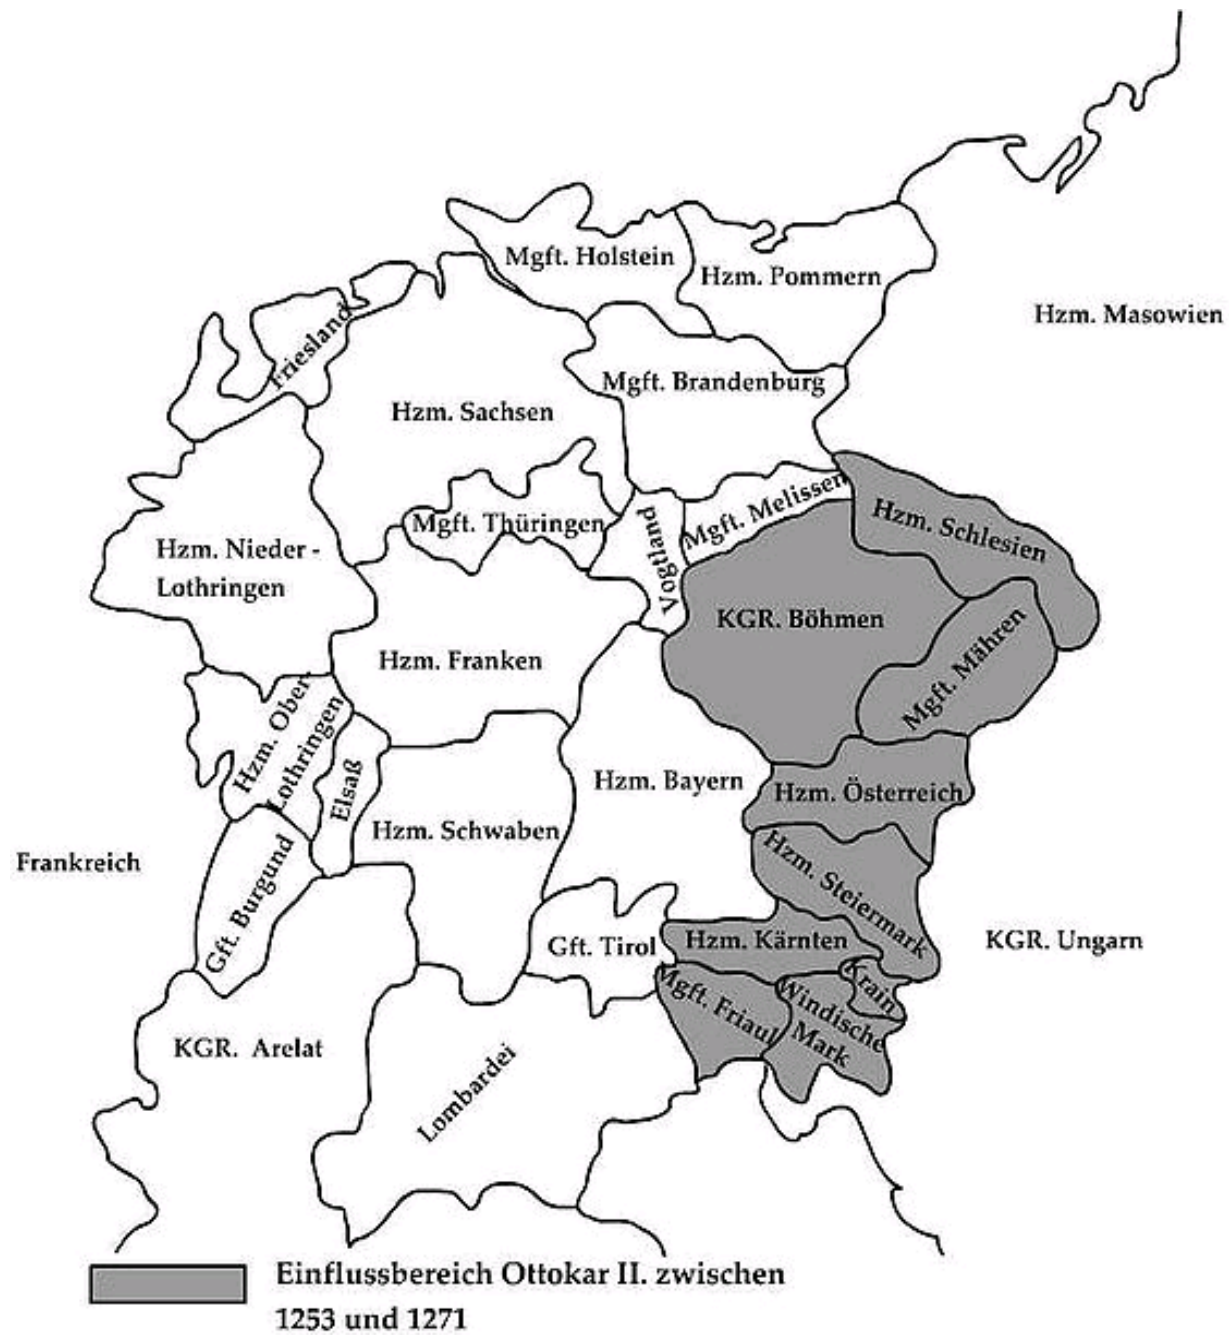 Mgft. Holstein
Hzm. Pommern
Hzm. Masowien
Friesland
Mgft. Brandenburg
Hzm. Sachsen
Mgft. Melissen
Mgft. Thüringen
Vogtland
Hzm. Schlesien
Hzm. Nieder -
Lothringen
KGR. Böhmen
Mgft. Mähren
Hzm. Franken
Hzm. Ober-
Lothringen
Elsaß
Hzm. Bayern
Hzm. Österreich
Hzm. Schwaben
Frankreich
Gft. Burgund
Hzm. Steiermark
Gft. Tirol
Hzm. Kärnten
KGR. Ungarn
Krain
Mgft. Friaul
Windische
Mark
KGR. Arelat
Lombardei
Einflussbereich Ottokar II. zwischen
1253 und 1271